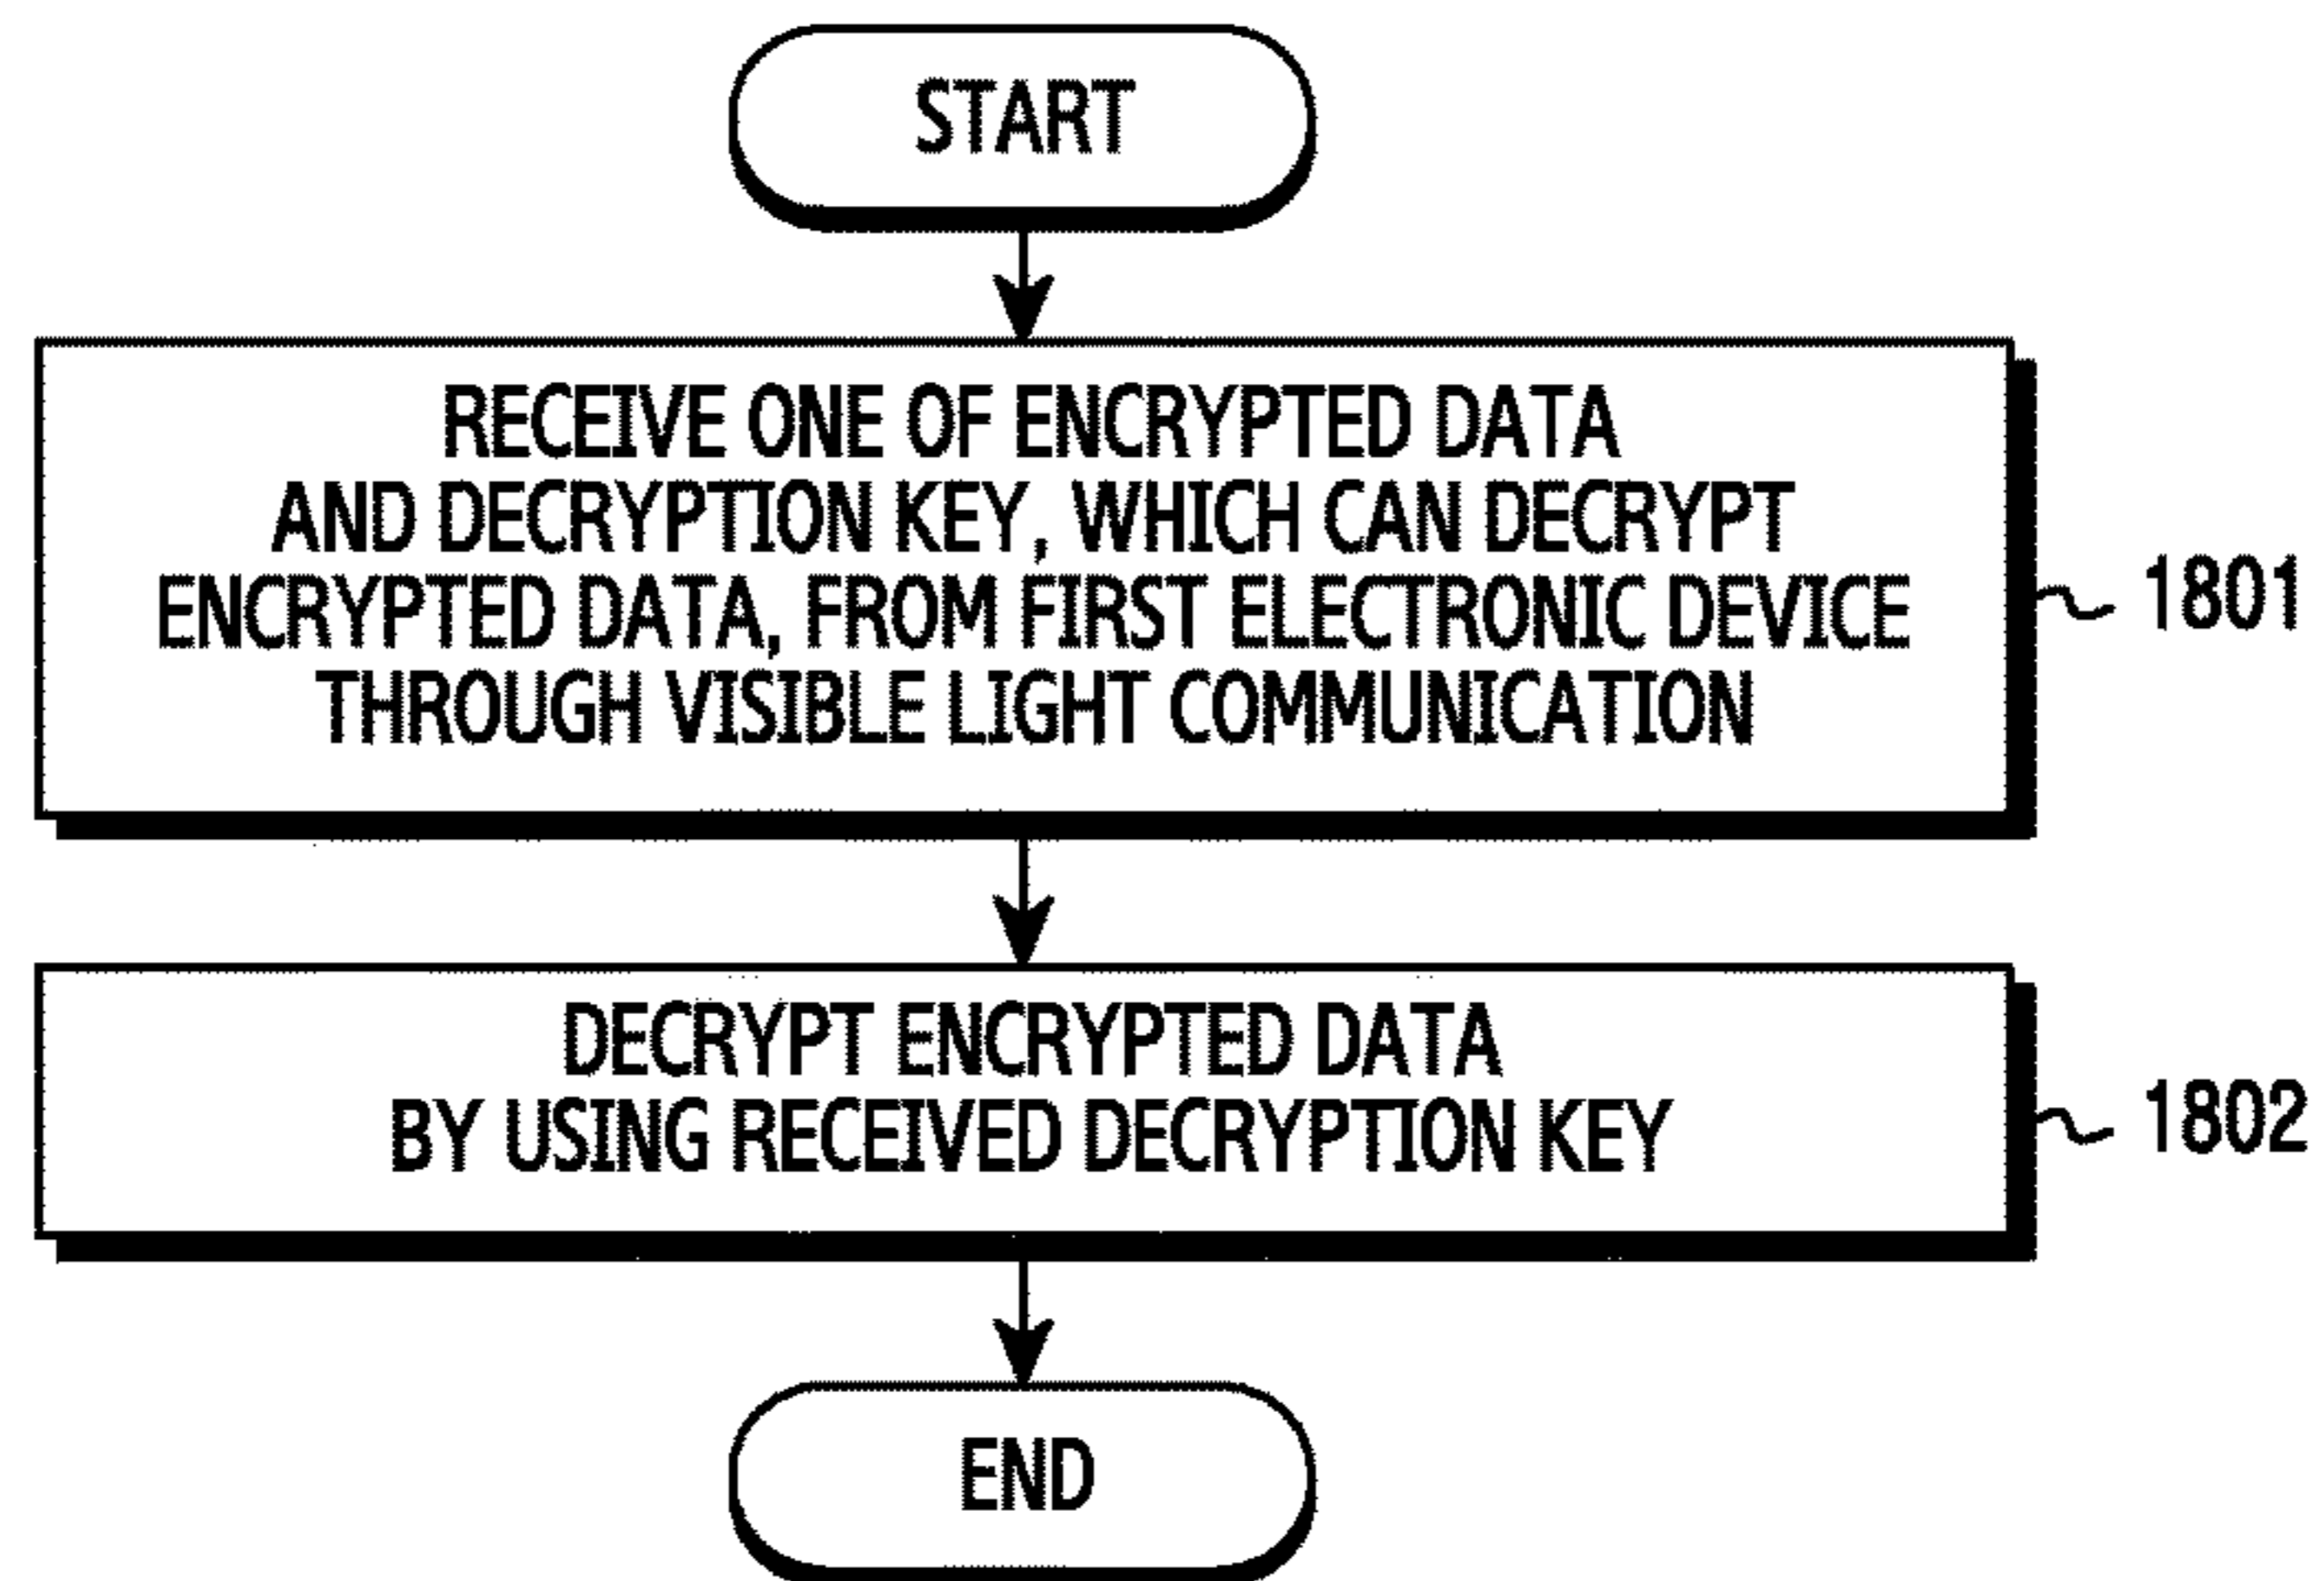 START
RECEIVE ONE OF ENCRYPTED DATA
AND DECRYPTION KEY, WHICH CAN DECRYPT
ENCRYPTED DATA, FROM FIRST ELECTRONIC DEVICE
THROUGH VISIBLE LIGHT COMMUNICATION
1801
DECRYPT ENCRYPTED DATA
BY USING RECEIVED DECRYPTION KEY
1802
END